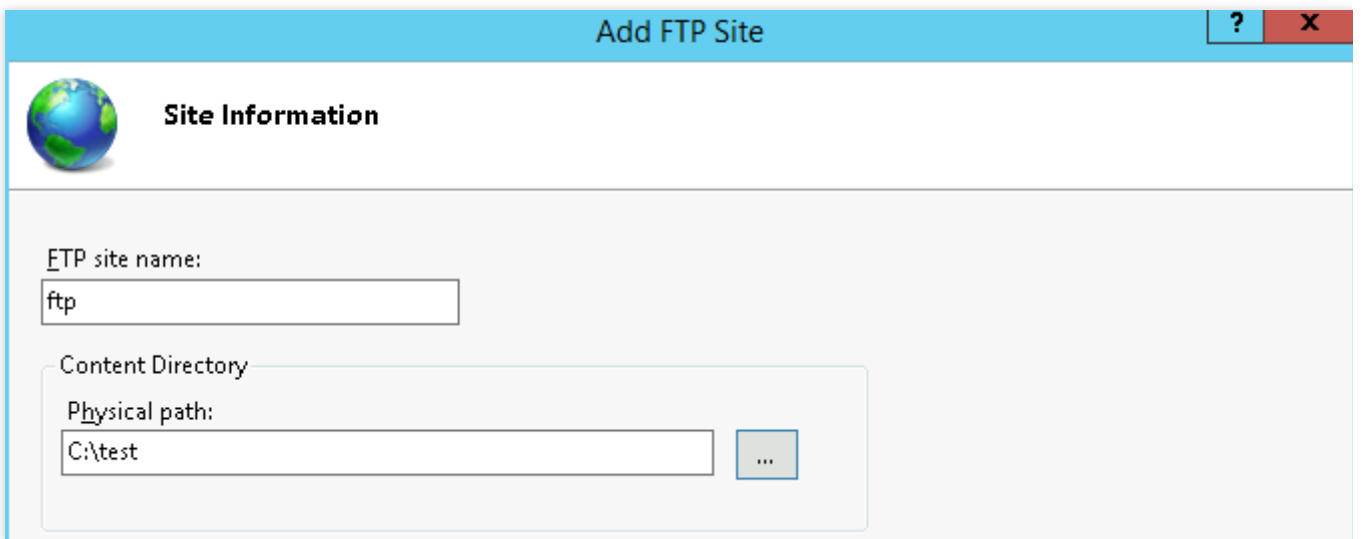 Add FTP Site
? x
Site Information
FTP site name:
ftp
Content Directory
Physical path:
C:\test
...